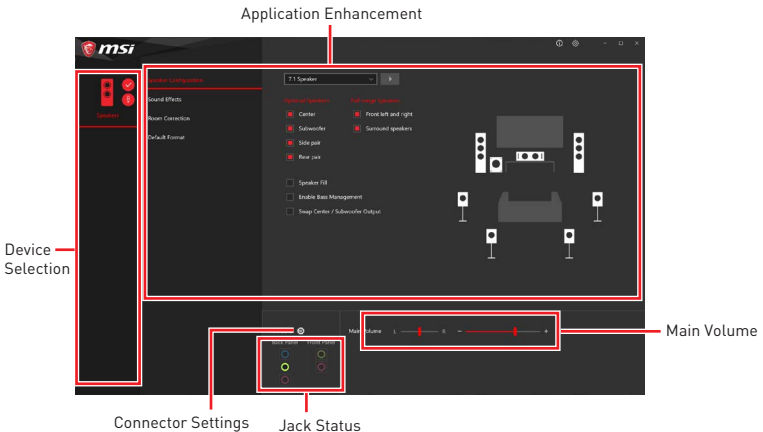 Application Enhancement
msi
Speaker
Speaker Configuration
Sound Effects
Room Correction
Default Format
7.1 Speaker
Optional Speakers
Full-range Speakers
Center
Front left and right
Subwoofer
Surround speakers
Side pair
Rear pair
Speaker Fill
Enable Bass Management
Swap Center / Subwoofer Output
Device
Selection
Main Volume
L
R
-
+
Main Volume
Back Panel
Front Panel
Connector Settings
Jack Status